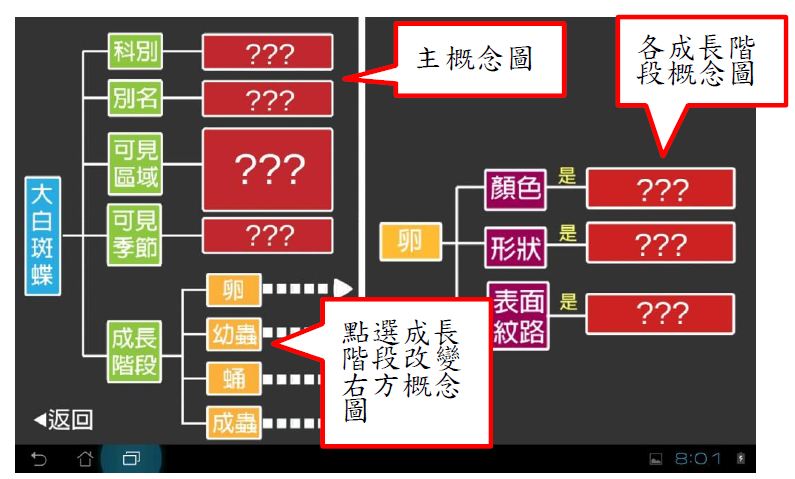 主概念圖
各成長階
段概念圖
大白斑蝶
科別
???
別名
???
可見
區域
???
可見
季節
???
成長
階段
卵
幼蟲
蛹
成蟲
點選成長
階段改變
右方概念
圖
卵
顏色
是
???
形狀
是
???
表面
紋路
是
???
◀返回
8:01